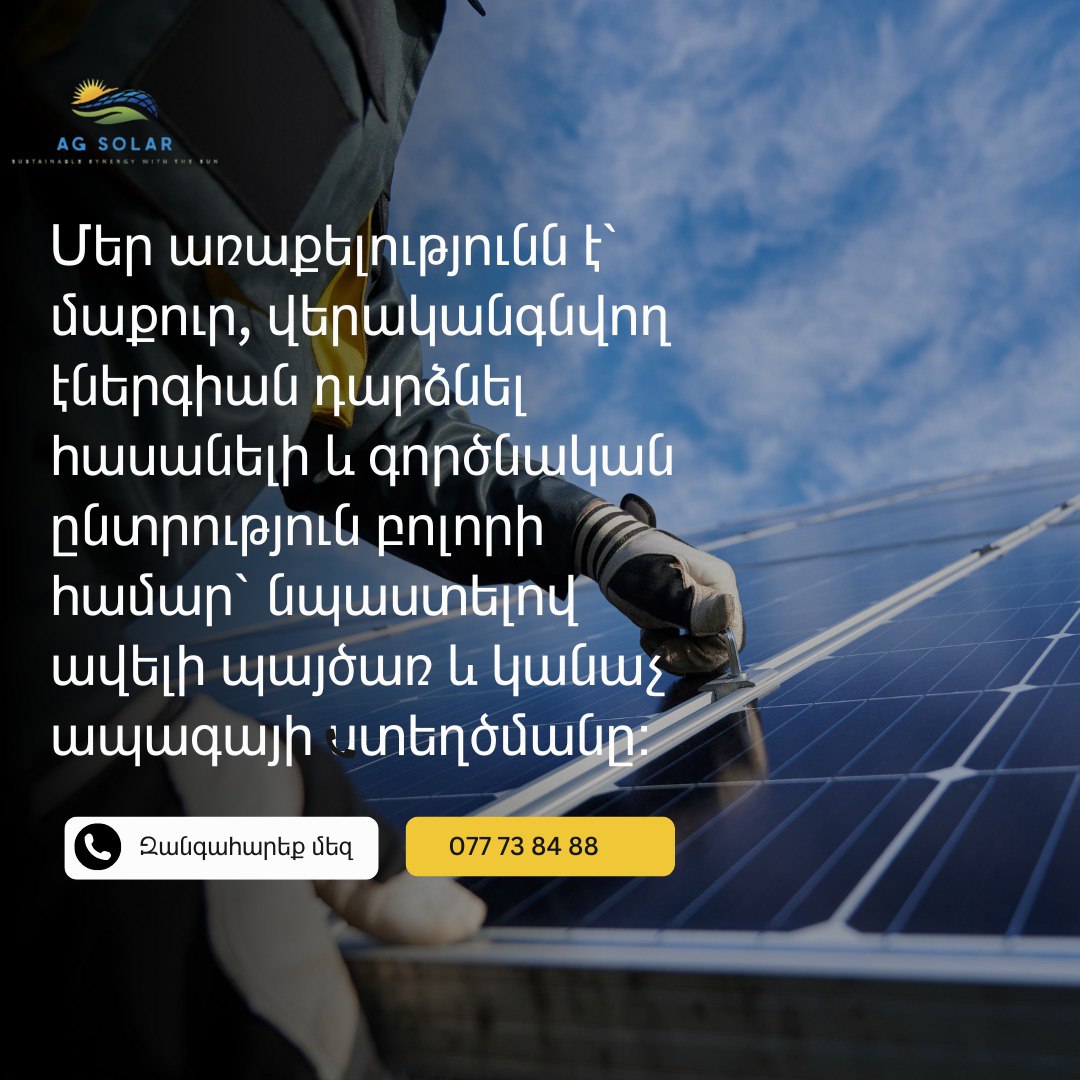 AG SOLAR
SUSTAINABLE SYNERGY WITH THE SUN
Մեր առաքելությունն է՝
մաքուր, վերականգնվող
էներգիան դարձնել
հասանելի և գործնական
ընտրություն բոլորի
համար՝ նպաստելով
ավելի պայծառ և կանաչ
ապագայի ստեղծմանը:
Զանգահարեք մեզ
077 73 84 88